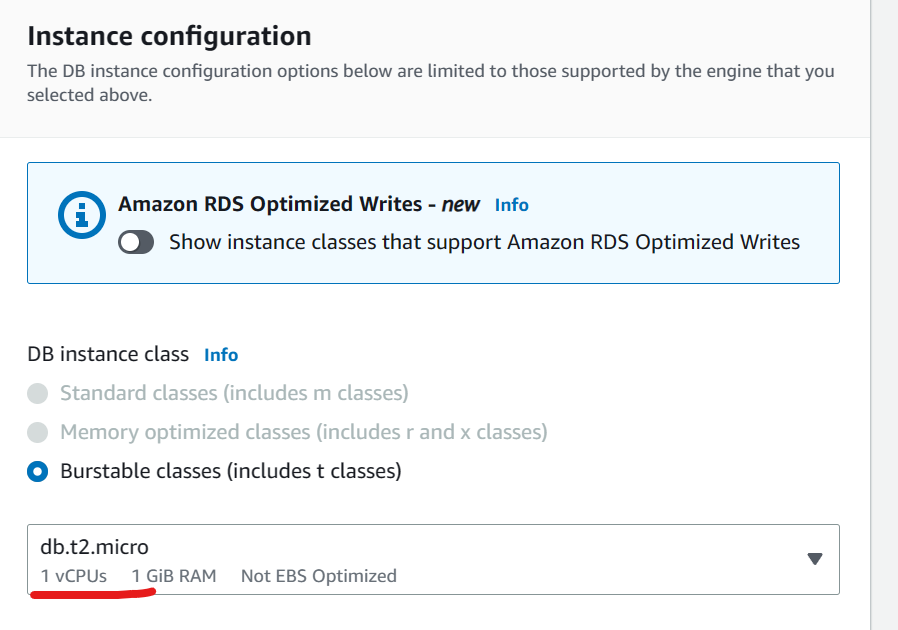 Instance configuration
The DB instance configuration options below are limited to those supported by the engine that you
selected above.
Amazon RDS Optimized Writes - new Info
Show instance classes that support Amazon RDS Optimized Writes
DB instance class Info
Standard classes (includes m classes)
Memory optimized classes (includes r and x classes)
Burstable classes (includes t classes)
db.t2.micro
1 vCPUs 1 GiB RAM Not EBS Optimized